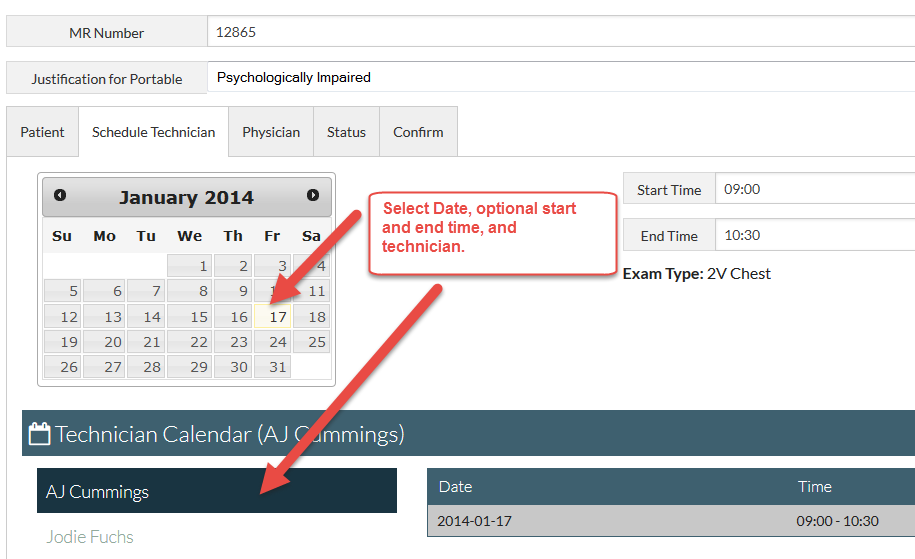 MR Number 12865
Justification for Portable Psychologically Impaired
Patient Schedule Technician Physician Status Confirm
January 2014
Su Mo Tu We Th Fr Sa
1 2 3 4
5 6 7 8 9 11
12 13 14 15 16 17 18
19 20 21 22 23 24 25
26 27 28 29 30 31
Select Date, optional start
and end time, and
technician.
Start Time 09:00
End Time 10:30
Exam Type: 2V Chest
Technician Calendar (AJ Cummings)
AJ Cummings
Jodie Fuchs
Date Time
2014-01-17 09:00 - 10:30